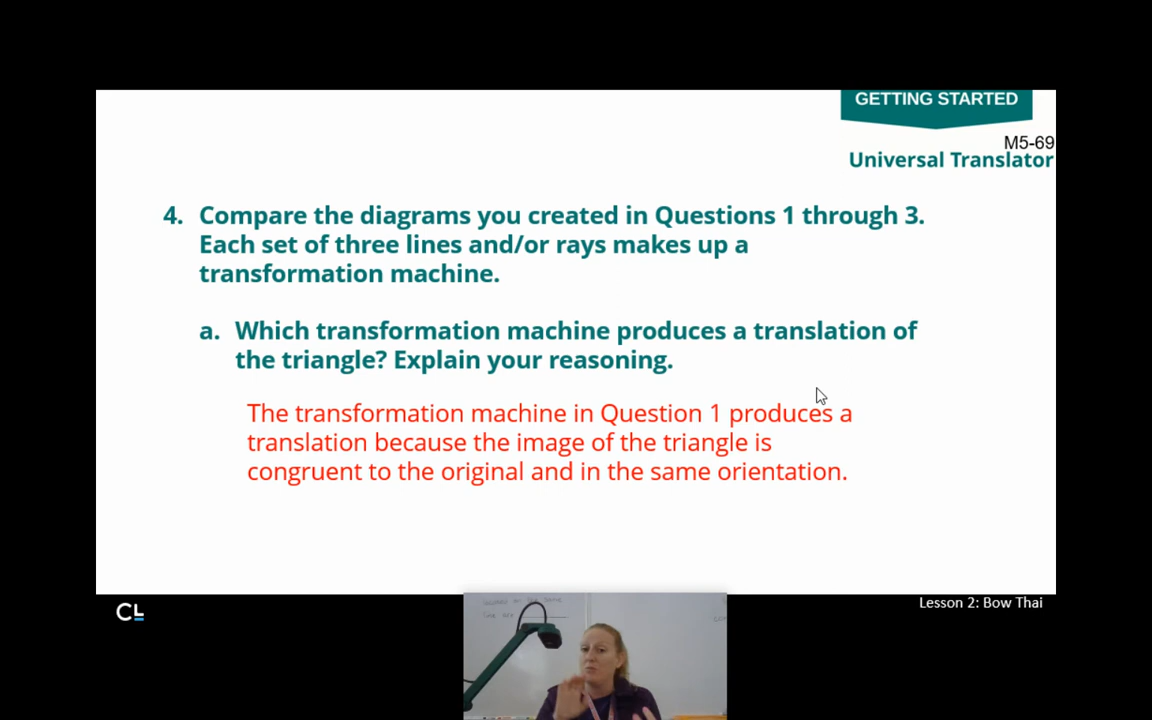 GETTING STARTED
M5-69
Universal Translator
4. Compare the diagrams you created in Questions 1 through 3.
Each set of three lines and/or rays makes up a
transformation machine.
a. Which transformation machine produces a translation of
the triangle? Explain your reasoning.
The transformation machine in Question 1 produces a
translation because the image of the triangle is
congruent to the original and in the same orientation.
CL
Lesson 2: Bow Thai